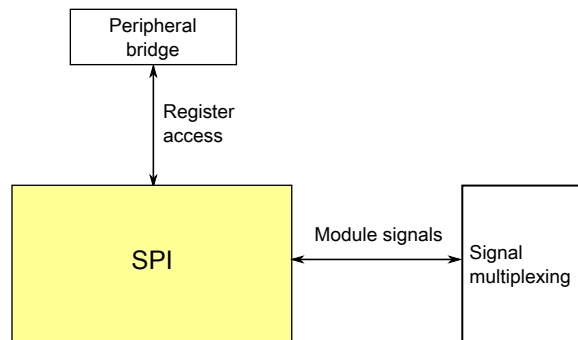 Peripheral
bridge
Register
access
SPI
Module signals
Signal
multiplexing